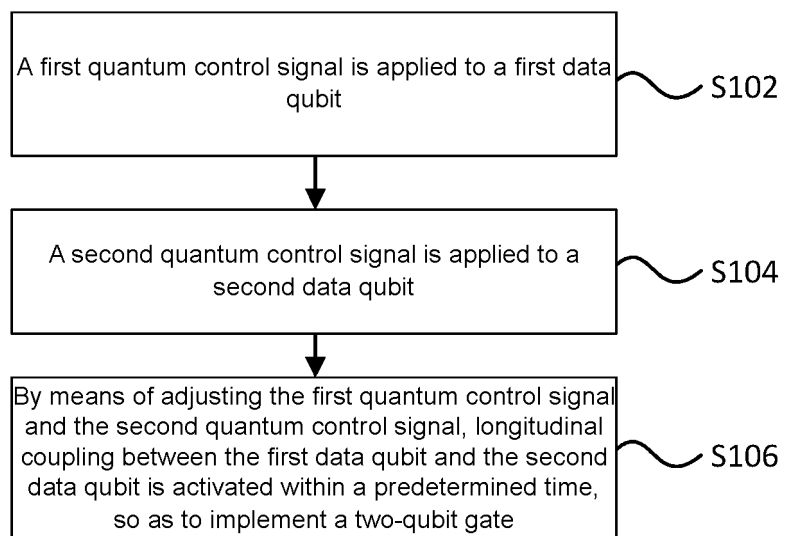 A first quantum control signal is applied to a first data
qubit
S102
A second quantum control signal is applied to a
second data qubit
S104
By means of adjusting the first quantum control signal
and the second quantum control signal, longitudinal
coupling between the first data qubit and the second
data qubit is activated within a predetermined time,
so as to implement a two-qubit gate
S106